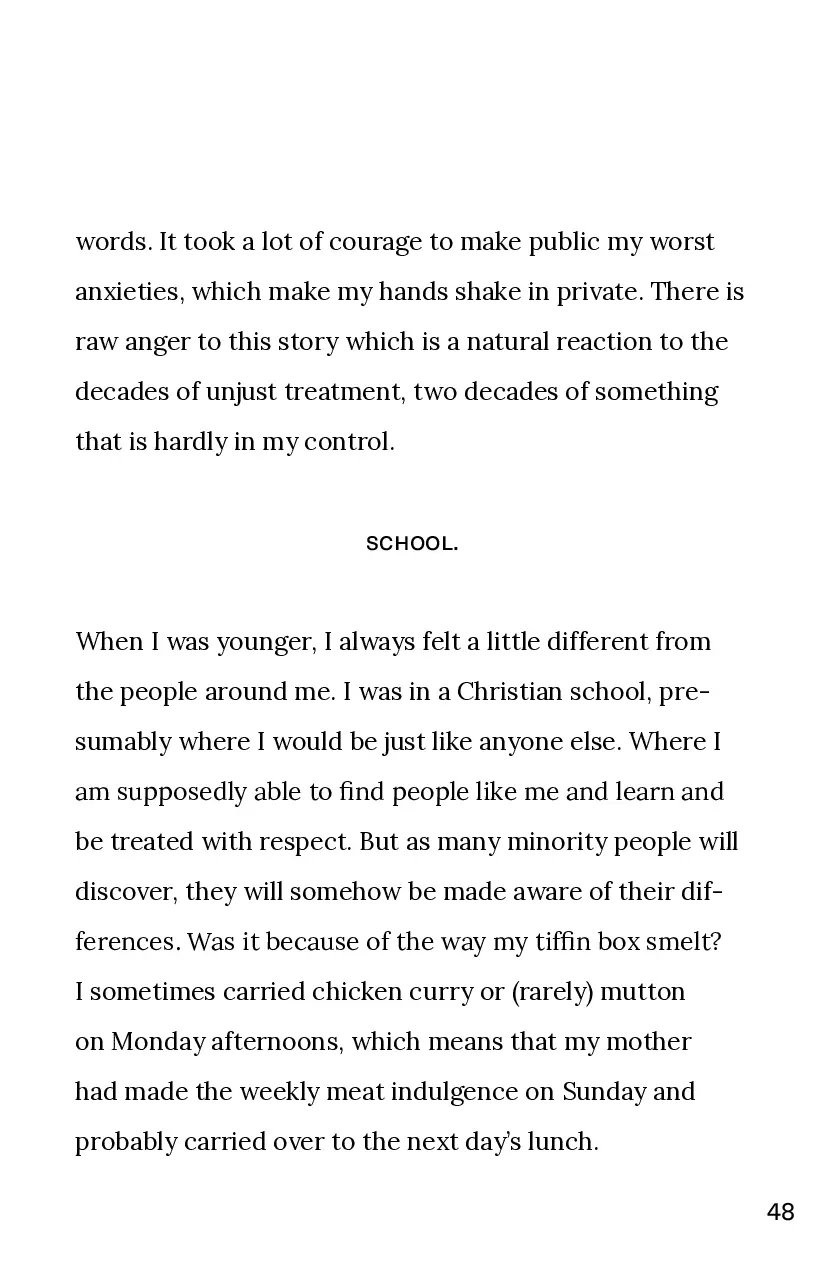 words. It took a lot of courage to make public my worst
anxieties, which make my hands shake in private. There is
raw anger to this story which is a natural reaction to the
decades of unjust treatment, two decades of something
that is hardly in my control.
SCHOOL.
When I was younger, I always felt a little different from
the people around me. I was in a Christian school, pre-
sumably where I would be just like anyone else. Where I
am supposedly able to find people like me and learn and
be treated with respect. But as many minority people will
discover, they will somehow be made aware of their dif-
ferences. Was it because of the way my tiffin box smelt?
I sometimes carried chicken curry or (rarely) mutton
on Monday afternoons, which means that my mother
had made the weekly meat indulgence on Sunday and
probably carried over to the next day’s lunch.
48